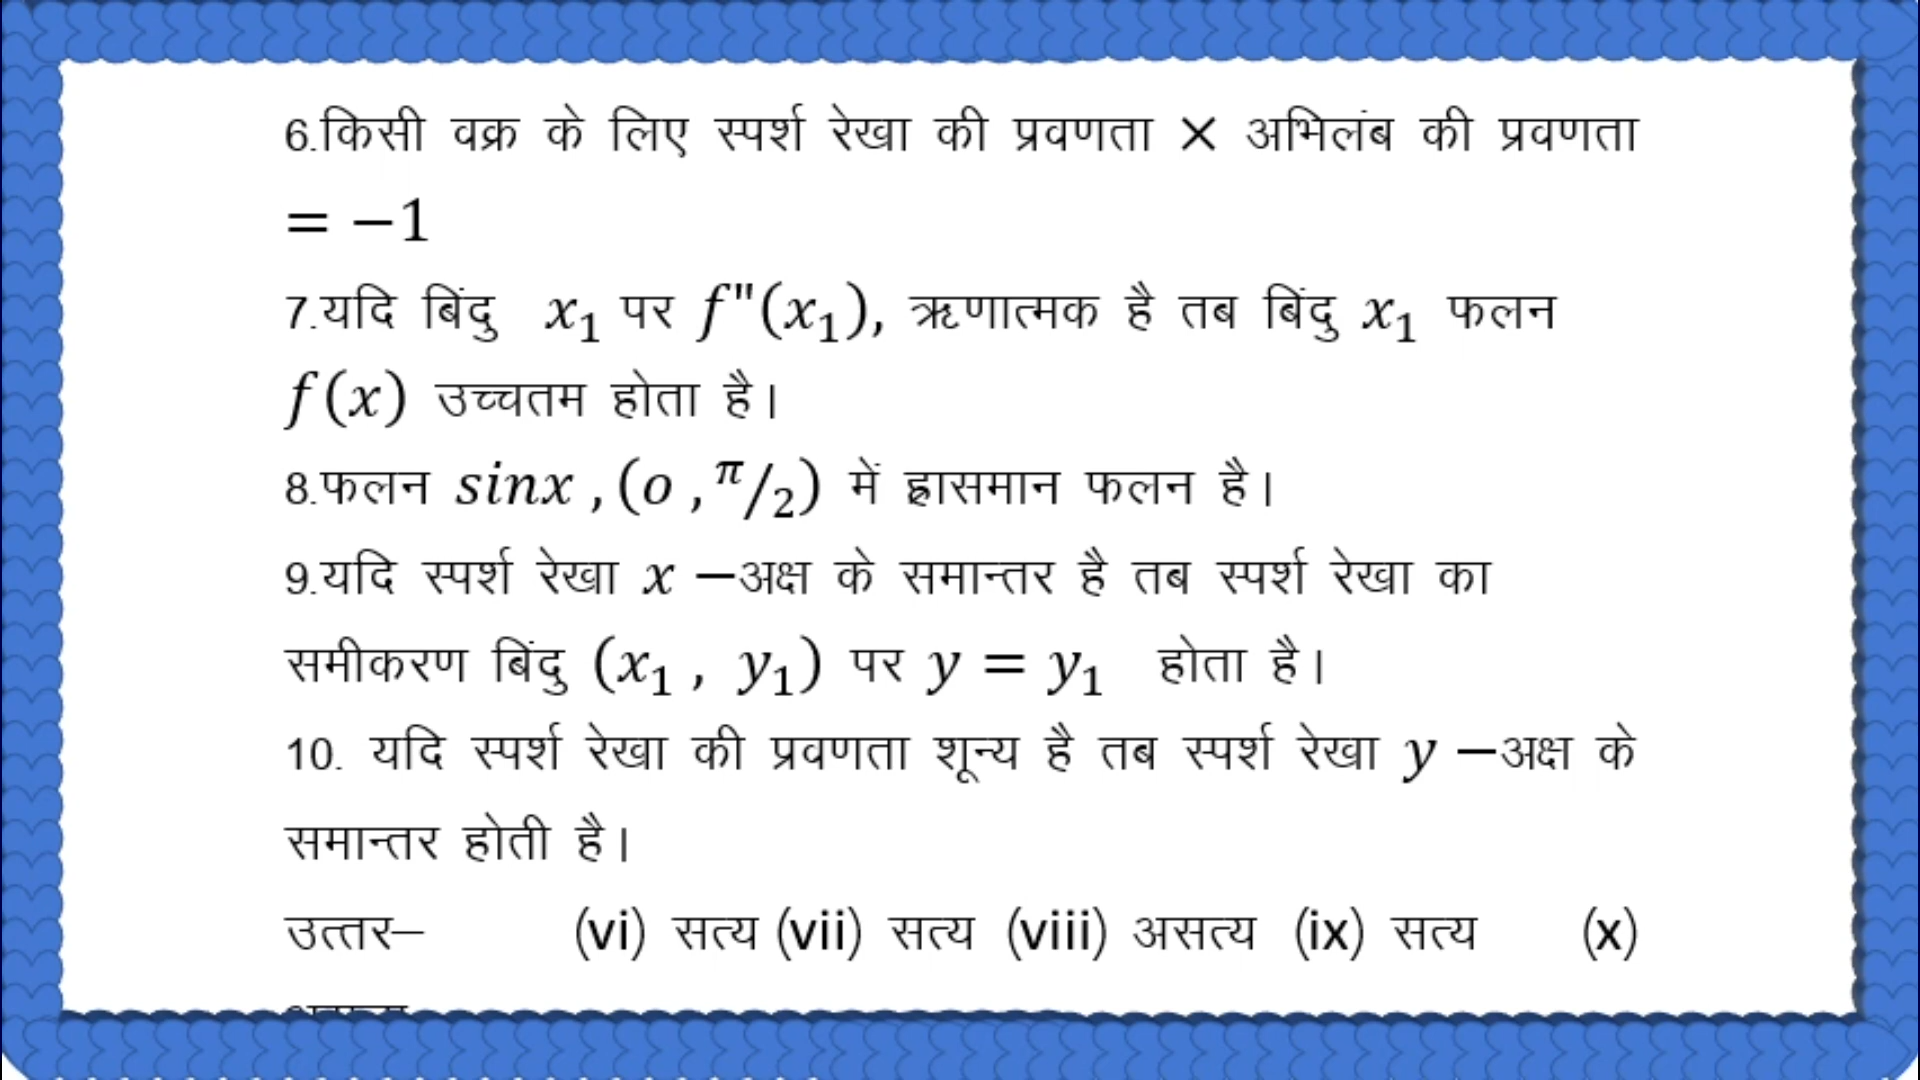 6.किसी वक्र के लिए स्पर्श रेखा की प्रवणता × अभिलंब की प्रवणता
= −1
7.यदि बिंदु x₁ पर f"(x₁), ऋणात्मक है तब बिंदु x₁ फलन
f(x) उच्चतम होता है।
8.फलन sinx , (o , π/2) में ह्रासमान फलन है।
9.यदि स्पर्श रेखा x −अक्ष के समान्तर है तब स्पर्श रेखा का
समीकरण बिंदु (x₁ , y₁) पर y = y₁ होता है।
10. यदि स्पर्श रेखा की प्रवणता शून्य है तब स्पर्श रेखा y −अक्ष के
समान्तर होती है।
उत्तर– (vi) सत्य (vii) सत्य (viii) असत्य (ix) सत्य (x)